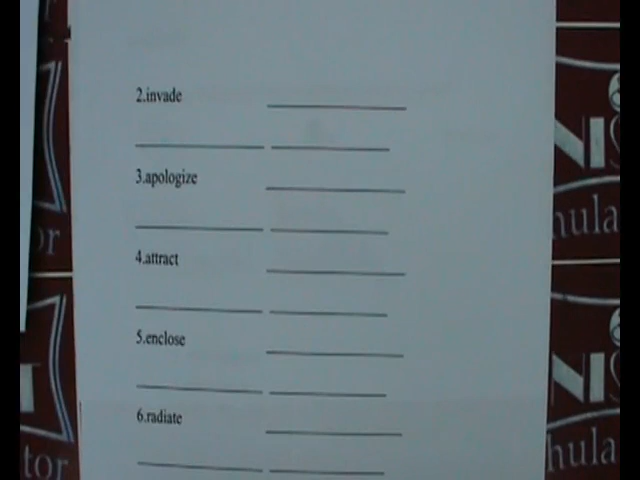 2.invade
3.apologize
4.attract
5.enclose
6.radiate